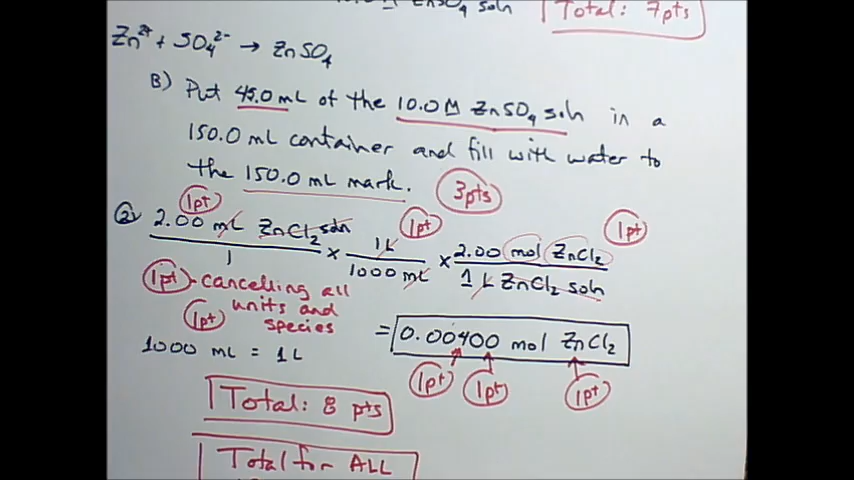 ZnSO₄ soln
Total: 7pts
Zn²⁺ + SO₄²⁻ → ZnSO₄
B) Put 45.0 mL of the 10.0 M ZnSO₄ soln in a
150.0 mL container and fill with water to
the 150.0 mL mark.
3pts
1pt
1pt
1pt
② 2.00 mL ZnCl₂ soln / 1 × 1L / 1000 mL × 2.00 mol ZnCl₂ / 1 L ZnCl₂ soln
1pt - cancelling all
1pt units and
species
= 0.00400 mol ZnCl₂
1000 mL = 1L
1pt 1pt 1pt
Total: 8 pts
Total for ALL